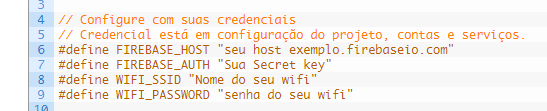 3
4
5 // Configure com suas credenciais
// Credencial está em configuração do projeto, contas e serviços.
6 #define FIREBASE_HOST "seu host exemplo.firebaseio.com"
7 #define FIREBASE_AUTH "Sua Secret key"
8 #define WIFI_SSID "Nome do seu wifi"
9 #define WIFI_PASSWORD "senha do seu wifi"
10